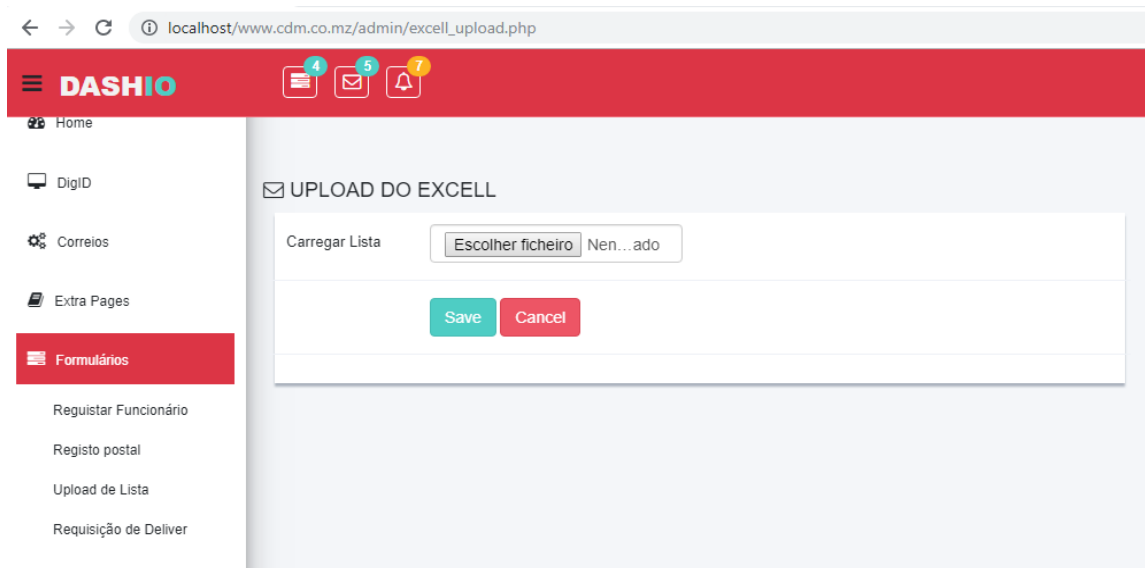 localhost/www.cdm.co.mz/admin/excell_upload.php
DASHIO
4 5 7
Home
DigID
Correios
Extra Pages
Formulários
Reguistar Funcionário
Registo postal
Upload de Lista
Requisição de Deliver
UPLOAD DO EXCELL
Carregar Lista Escolher ficheiro Nen...ado
Save Cancel